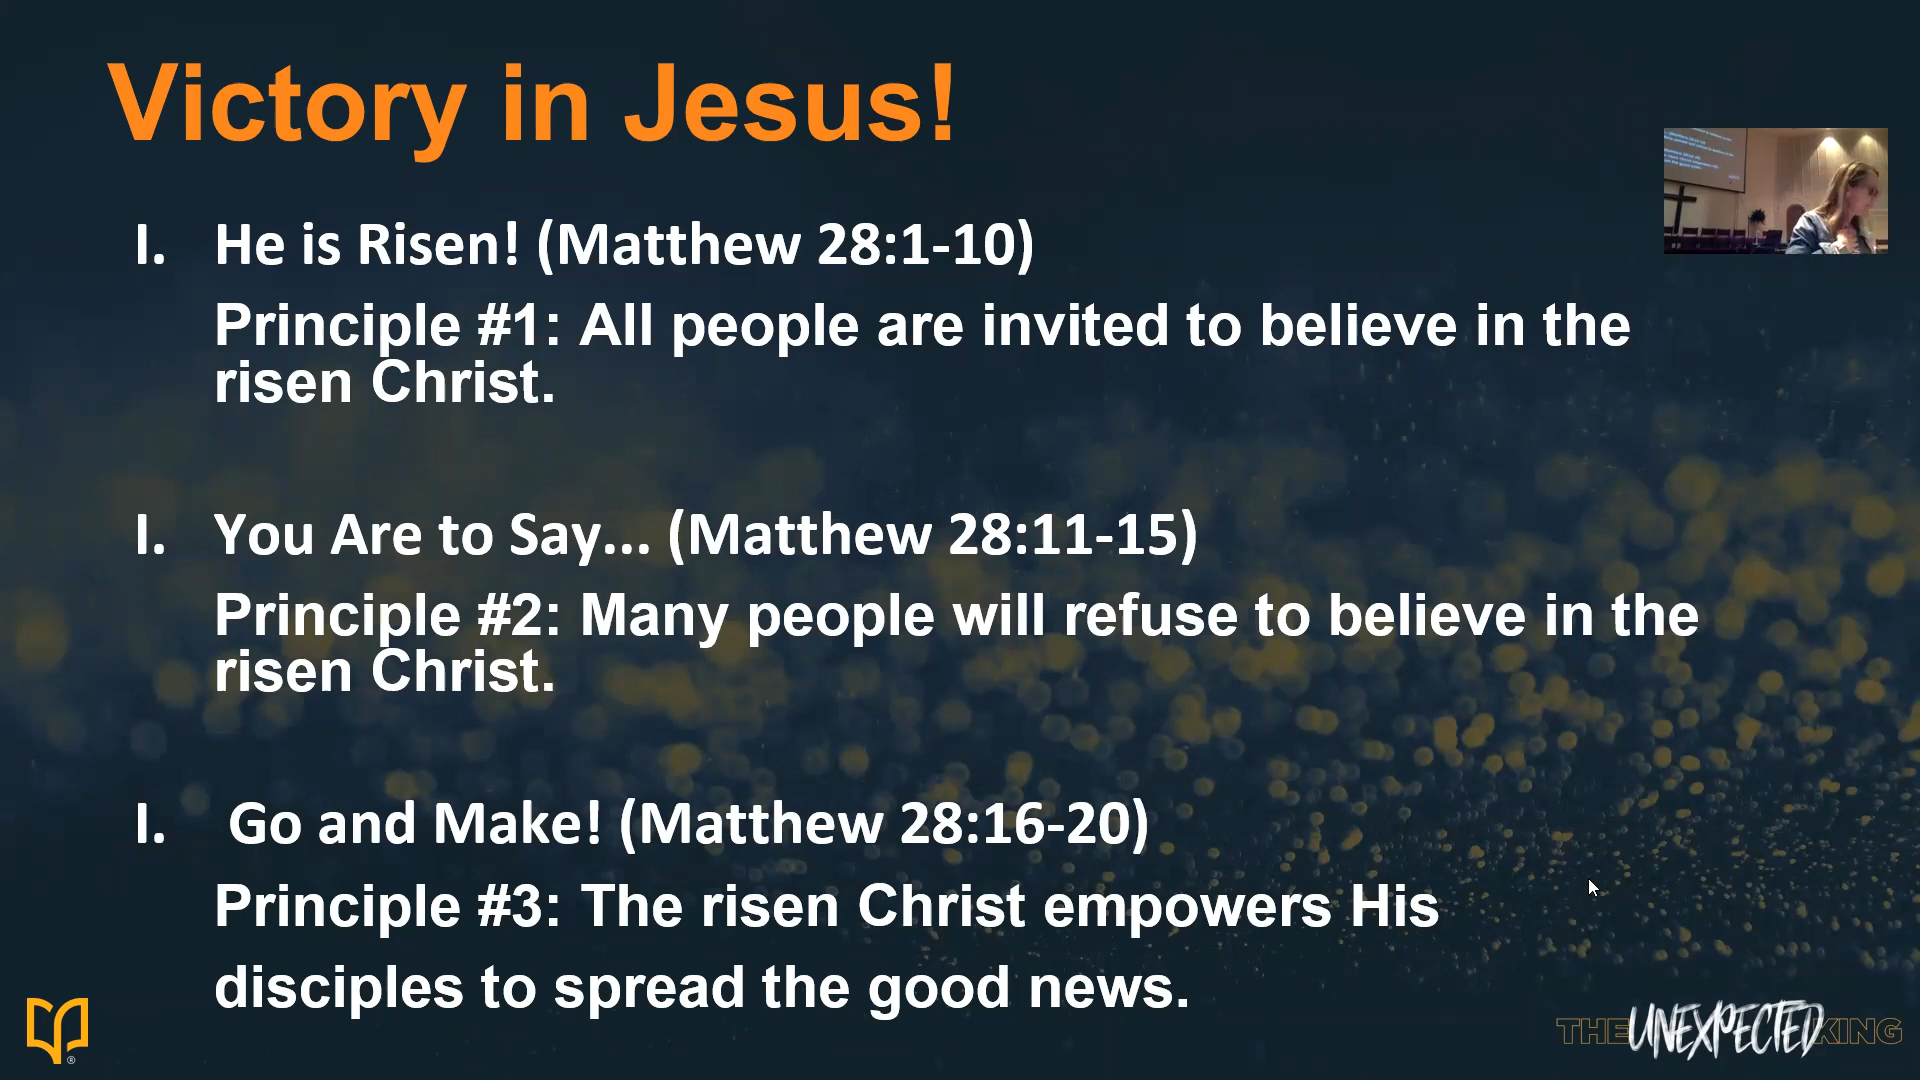 Victory in Jesus!
I. He is Risen! (Matthew 28:1-10)
Principle #1: All people are invited to believe in the
risen Christ.
I. You Are to Say... (Matthew 28:11-15)
Principle #2: Many people will refuse to believe in the
risen Christ.
I. Go and Make! (Matthew 28:16-20)
Principle #3: The risen Christ empowers His
disciples to spread the good news.
®
THE UNEXPECTED KING